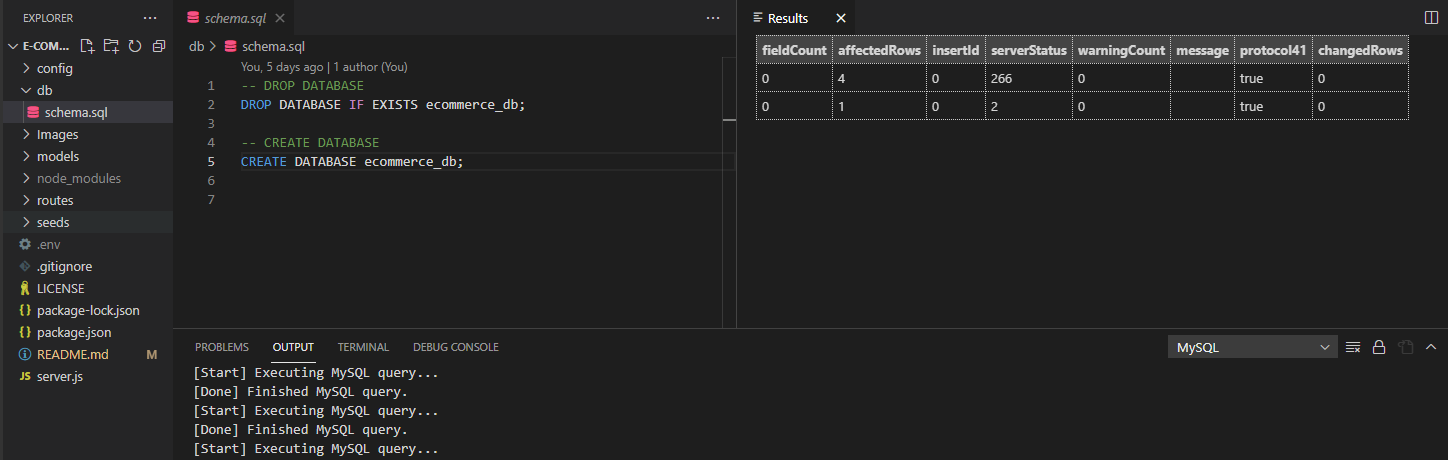 EXPLORER
E-COM...
config
db
schema.sql
Images
models
node_modules
routes
seeds
.env
.gitignore
LICENSE
package-lock.json
package.json
README.md M
JS server.js
schema.sql
db > schema.sql
You, 5 days ago | 1 author (You)
1 -- DROP DATABASE
2 DROP DATABASE IF EXISTS ecommerce_db;
3
4 -- CREATE DATABASE
5 CREATE DATABASE ecommerce_db;
6
7
Results
fieldCount affectedRows insertId serverStatus warningCount message protocol41 changedRows
0 4 0 266 0 true 0
0 1 0 2 0 true 0
PROBLEMS OUTPUT TERMINAL DEBUG CONSOLE MySQL
[Start] Executing MySQL query...
[Done] Finished MySQL query.
[Start] Executing MySQL query...
[Done] Finished MySQL query.
[Start] Executing MySQL query...